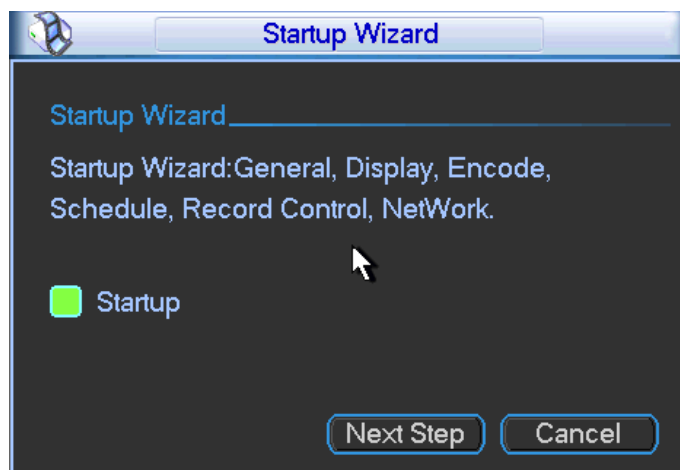 Startup Wizard
Startup Wizard
Startup Wizard:General, Display, Encode,
Schedule, Record Control, NetWork.
Startup
Next Step Cancel